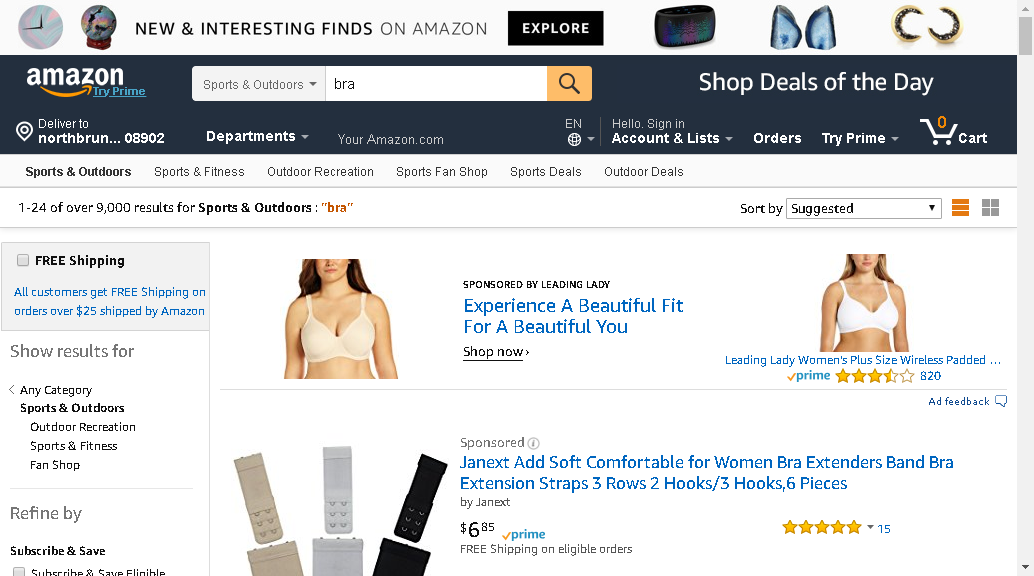 NEW & INTERESTING FINDS ON AMAZON EXPLORE
amazon
Try Prime
Sports & Outdoors
bra
Shop Deals of the Day
Deliver to
northbrun... 08902
Departments
Your Amazon.com
EN
Hello. Sign in
Account & Lists
Orders
Try Prime
0
Cart
Sports & Outdoors
Sports & Fitness
Outdoor Recreation
Sports Fan Shop
Sports Deals
Outdoor Deals
1-24 of over 9,000 results for Sports & Outdoors : "bra"
Sort by Suggested
FREE Shipping
All customers get FREE Shipping on
orders over $25 shipped by Amazon
Show results for
Any Category
Sports & Outdoors
Outdoor Recreation
Sports & Fitness
Fan Shop
Refine by
Subscribe & Save
Subscribe & Save Eligible
SPONSORED BY LEADING LADY
Experience A Beautiful Fit
For A Beautiful You
Shop now ›
Leading Lady Women's Plus Size Wireless Padded ...
prime 820
Ad feedback
Sponsored
Janext Add Soft Comfortable for Women Bra Extenders Band Bra
Extension Straps 3 Rows 2 Hooks/3 Hooks,6 Pieces
by Janext
$6 85 prime
15
FREE Shipping on eligible orders